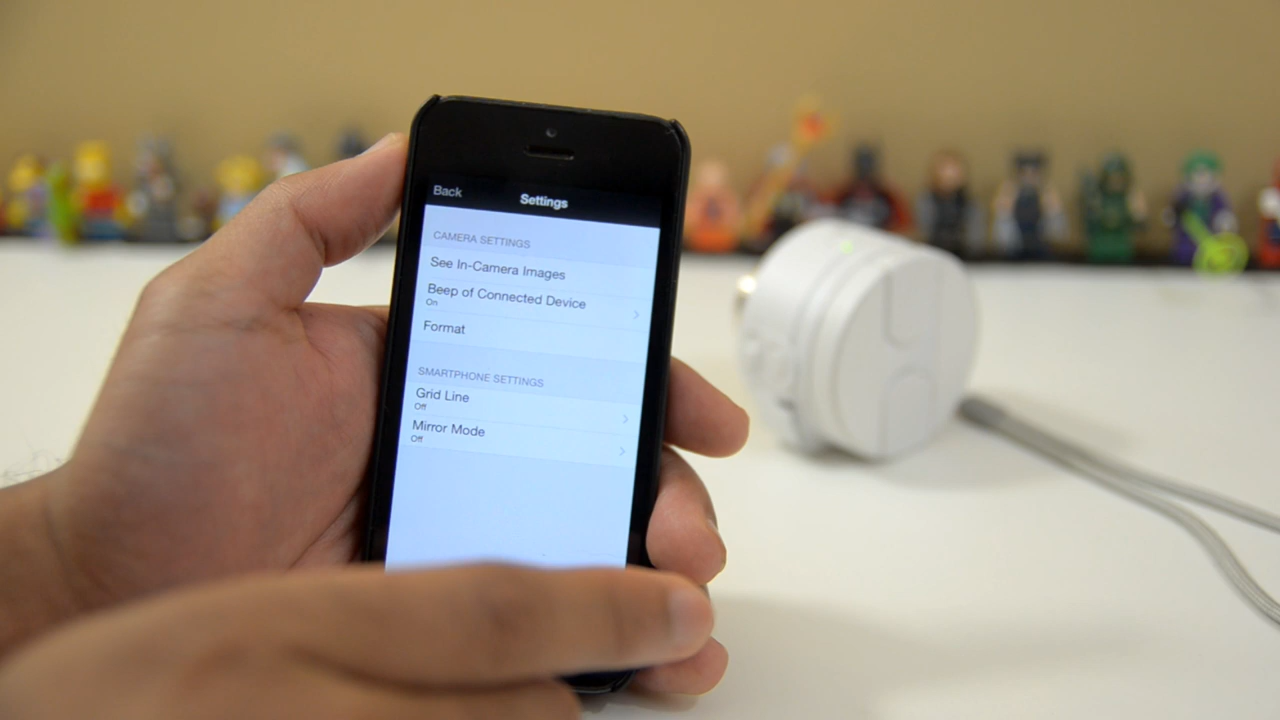 Back
Settings
CAMERA SETTINGS
See In-Camera Images
Beep of Connected Device
On
Format
SMARTPHONE SETTINGS
Grid Line
Off
Mirror Mode
Off